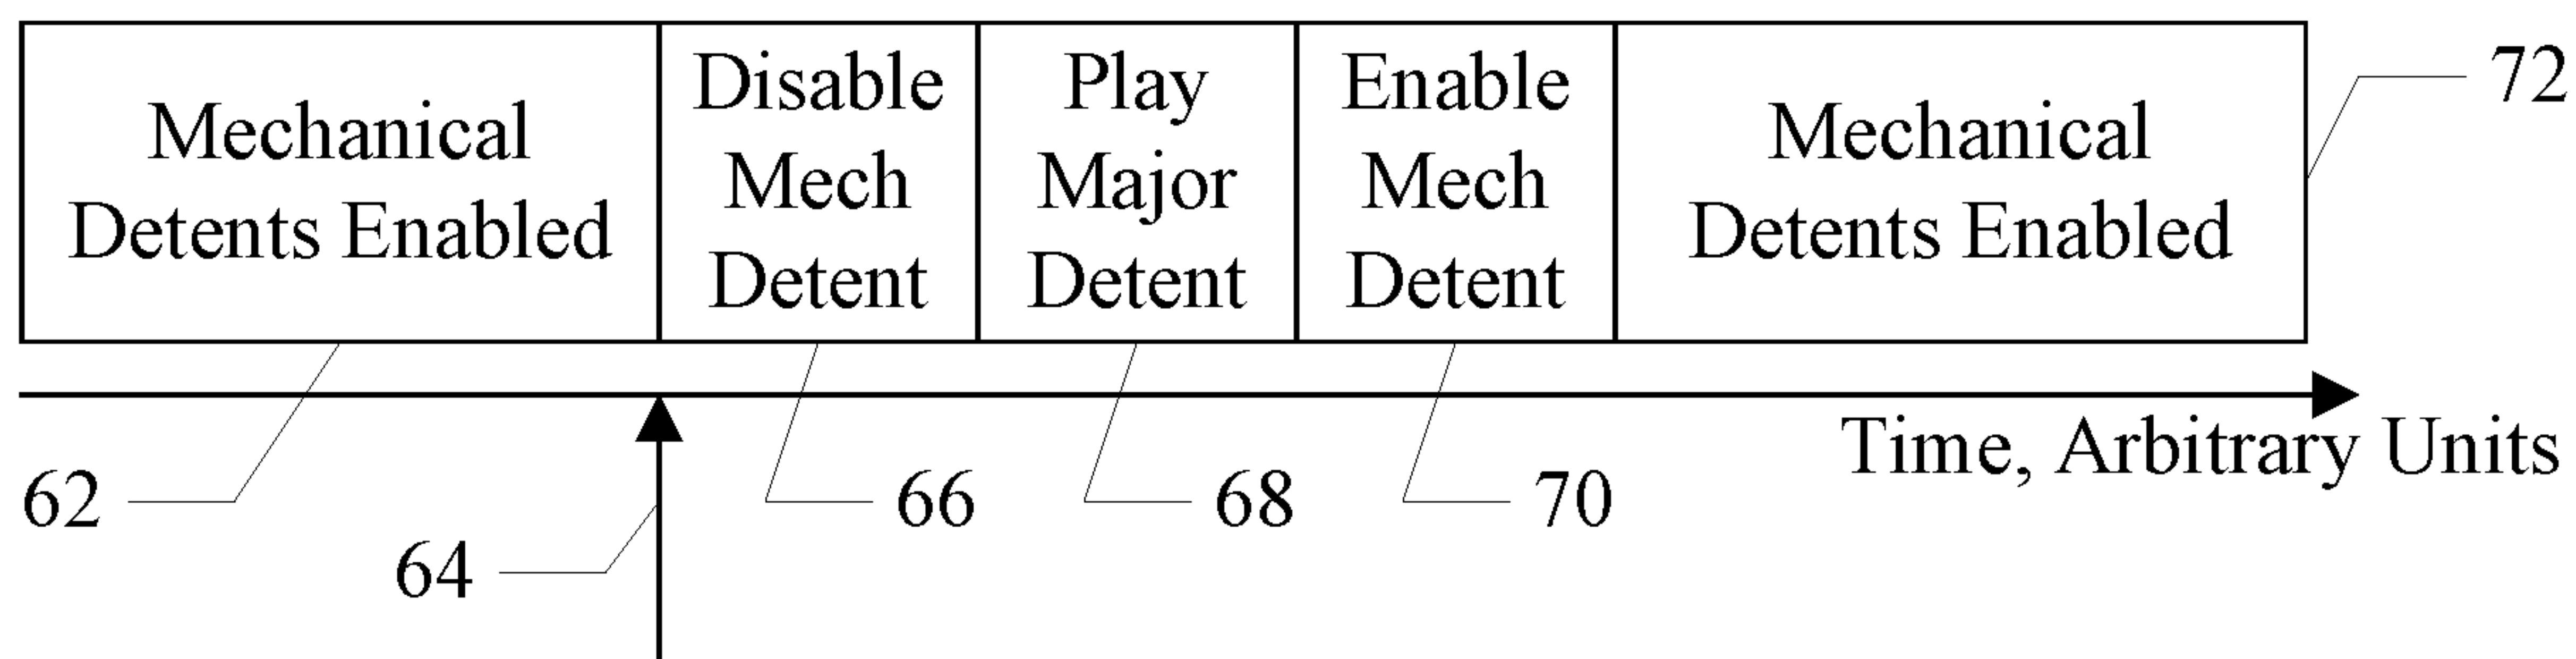 Mechanical
Detents Enabled
Disable
Mech
Detent
Play
Major
Detent
Enable
Mech
Detent
Mechanical
Detents Enabled
72
Time, Arbitrary Units
62
66
68
70
64